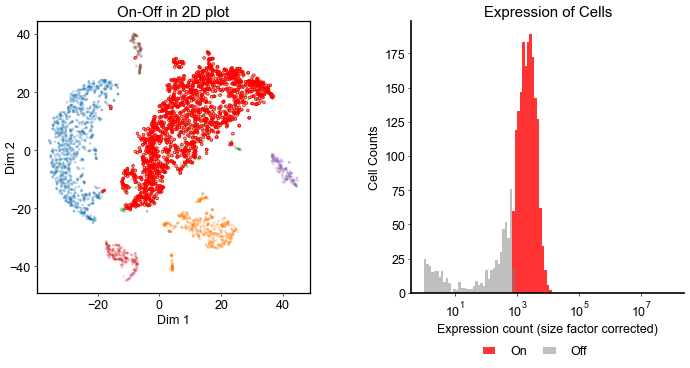 On-Off in 2D plot
40
20
0
−20
−40
Dim 2
−20
0
20
40
Dim 1
Expression of Cells
175
150
125
100
75
50
25
0
Cell Counts
10^1
10^3
10^5
10^7
Expression count (size factor corrected)
On
Off